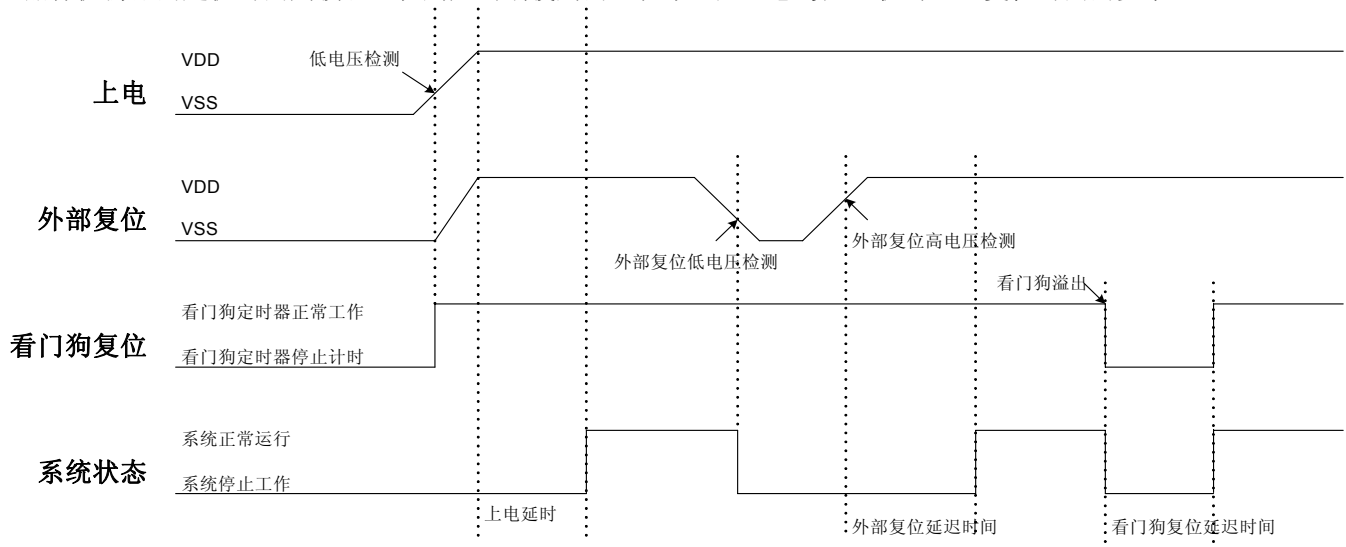 VDD
低电压检测
上电
VSS
VDD
外部复位
VSS
外部复位低电压检测
外部复位高电压检测
看门狗溢出
看门狗定时器正常工作
看门狗复位
看门狗定时器停止计时
系统正常运行
系统状态
系统停止工作
上电延时
外部复位延迟时间
看门狗复位延迟时间